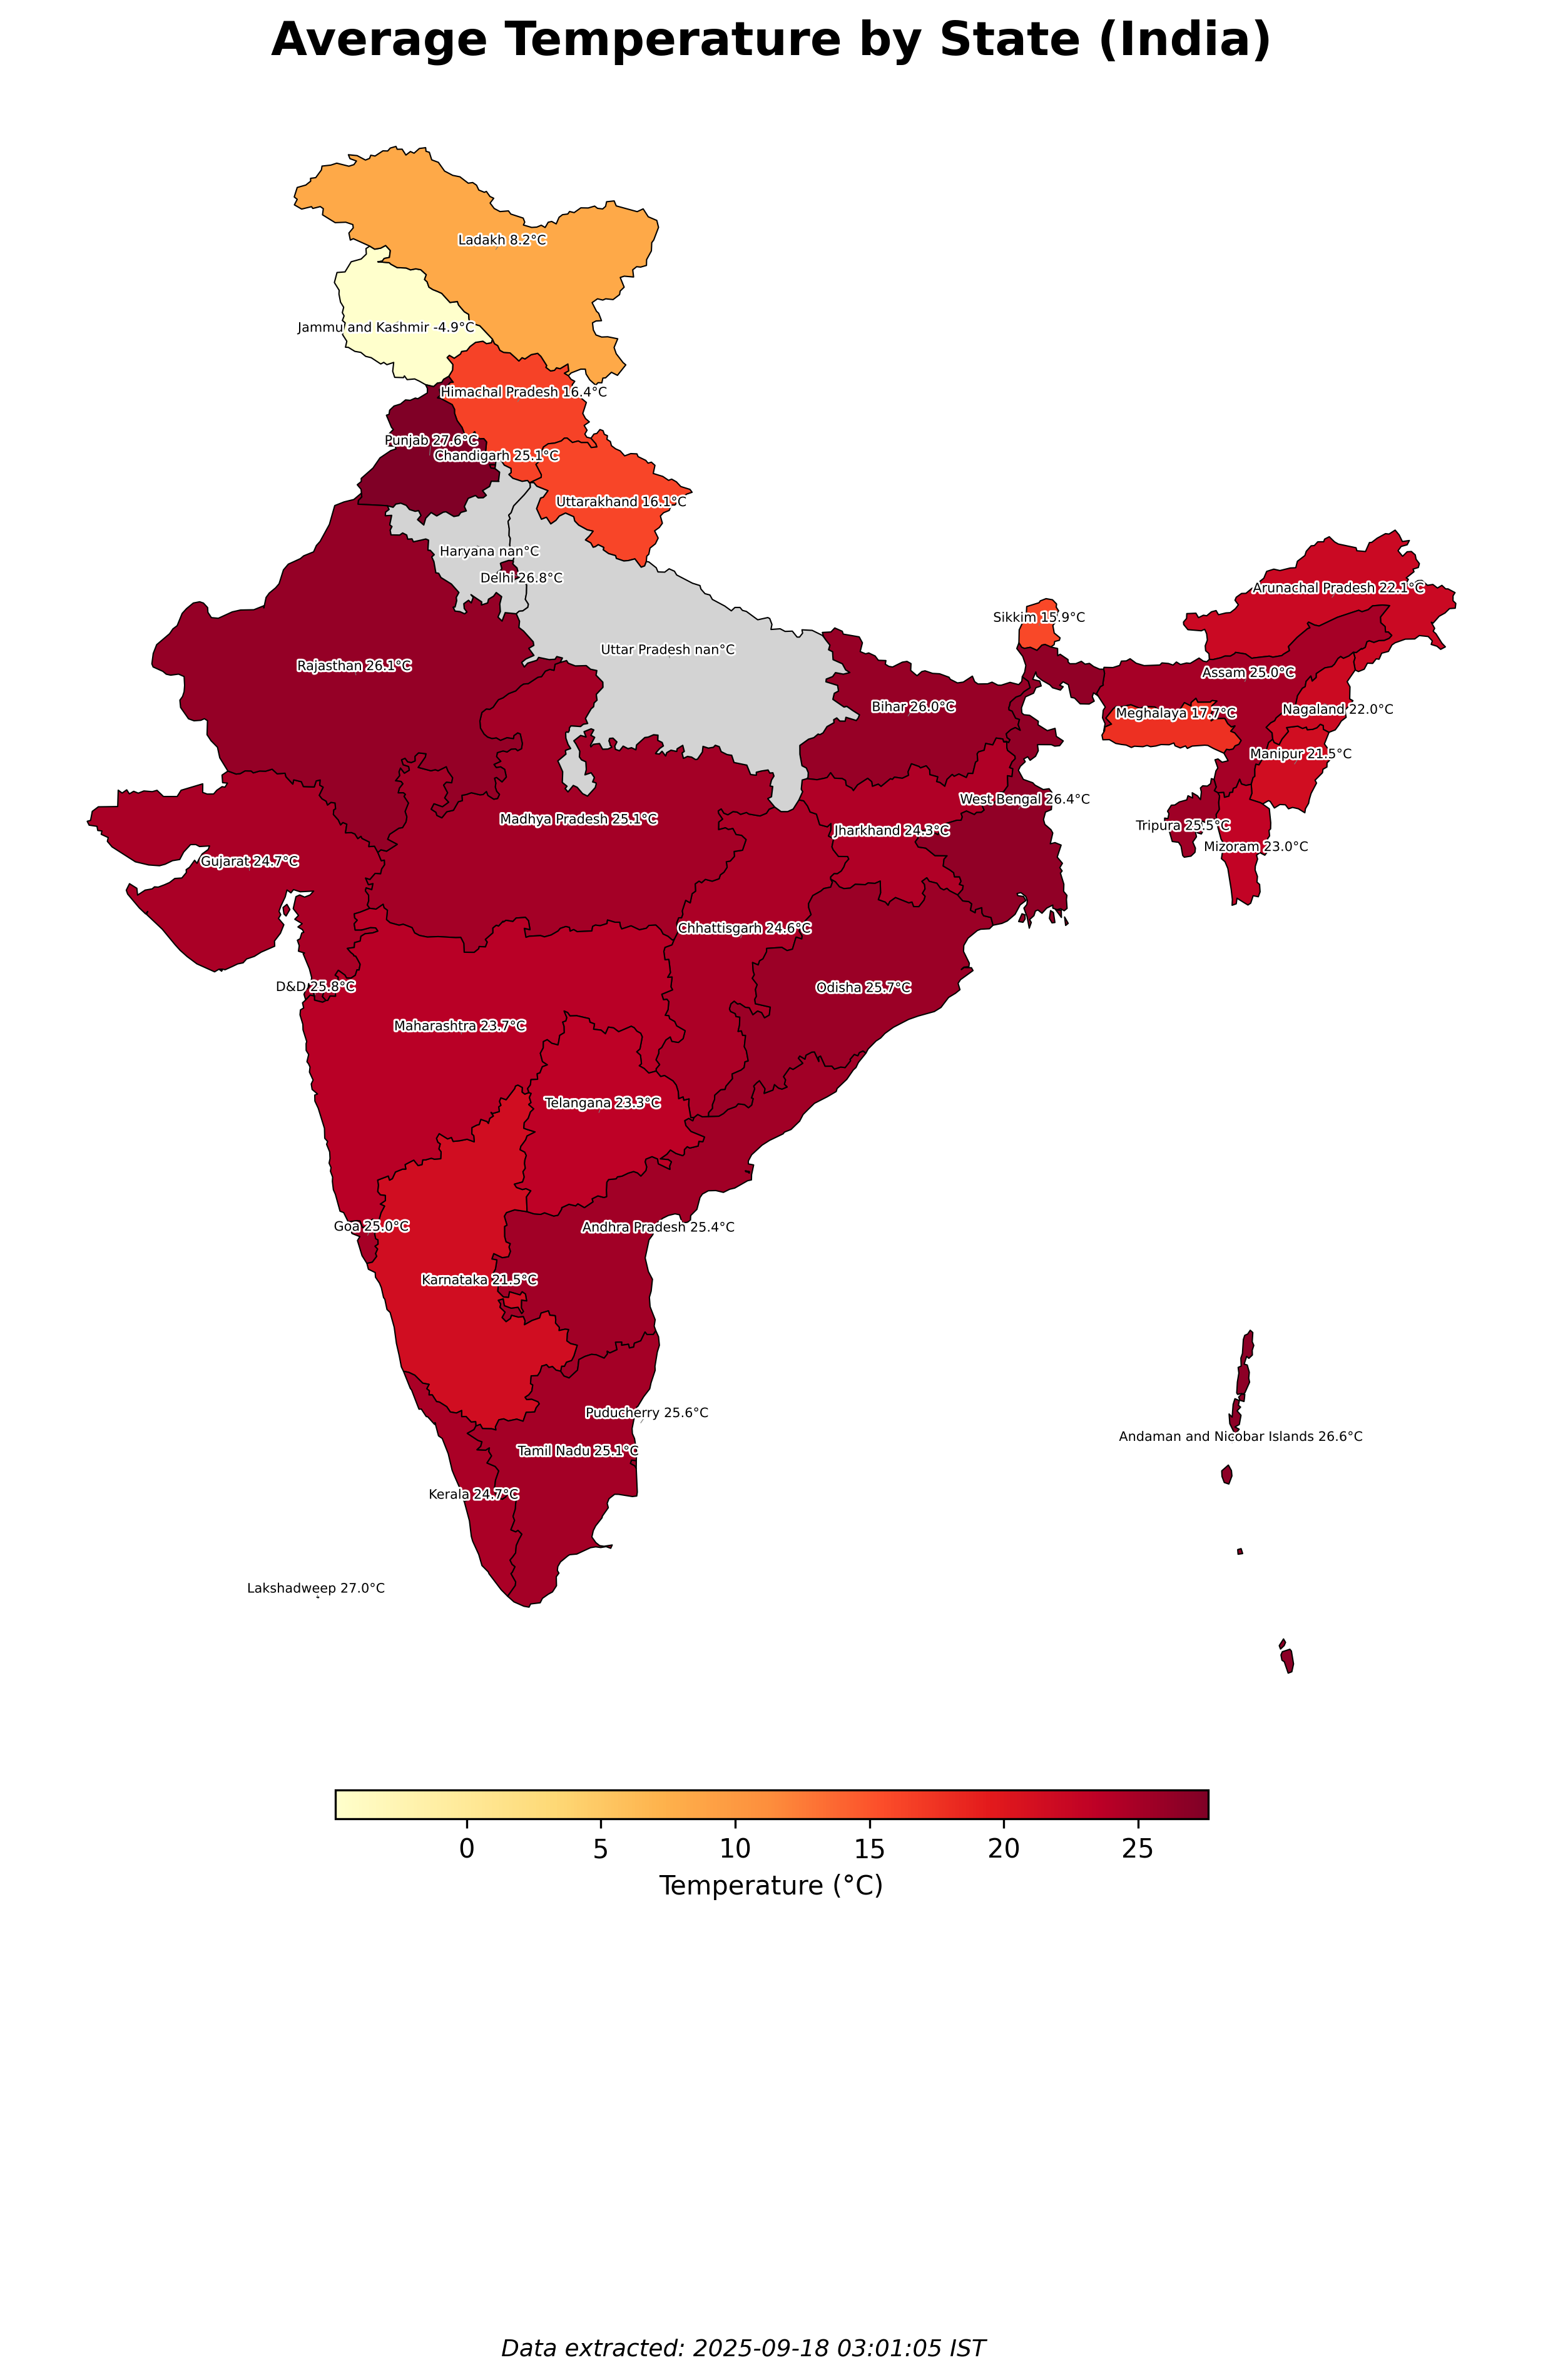 Average Temperature by State (India)
Ladakh 8.2°C
Jammu and Kashmir -4.9°C
Himachal Pradesh 16.4°C
Punjab 27.6°C
Chandigarh 25.1°C
Uttarakhand 16.1°C
Haryana nan°C
Delhi 26.8°C
Arunachal Pradesh 22.1°C
Sikkim 15.9°C
Uttar Pradesh nan°C
Rajasthan 26.1°C
Assam 25.0°C
Bihar 26.0°C
Nagaland 22.0°C
Meghalaya 17.7°C
Manipur 21.5°C
West Bengal 26.4°C
Madhya Pradesh 25.1°C
Tripura 25.5°C
Jharkhand 24.3°C
Mizoram 23.0°C
Gujarat 24.7°C
Chhattisgarh 24.6°C
D&D 25.8°C
Odisha 25.7°C
Maharashtra 23.7°C
Telangana 23.3°C
Goa 25.0°C
Andhra Pradesh 25.4°C
Karnataka 21.5°C
Puducherry 25.6°C
Andaman and Nicobar Islands 26.6°C
Tamil Nadu 25.1°C
Kerala 24.7°C
Lakshadweep 27.0°C
0 5 10 15 20 25
Temperature (°C)
Data extracted: 2025-09-18 03:01:05 IST